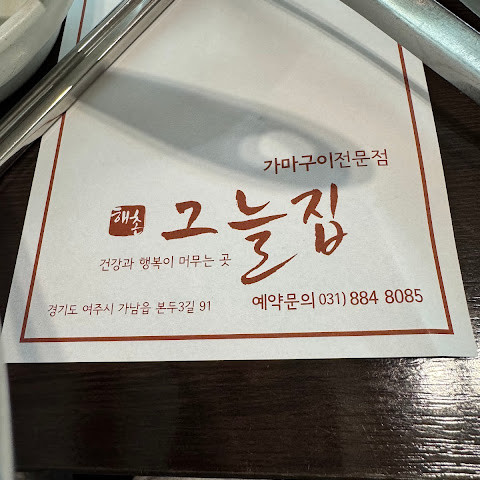 가마구이전문점
해촌 그늘집
건강과 행복이 머무는 곳
경기도 여주시 가남읍 본두3길 91
예약문의 031) 884 8085